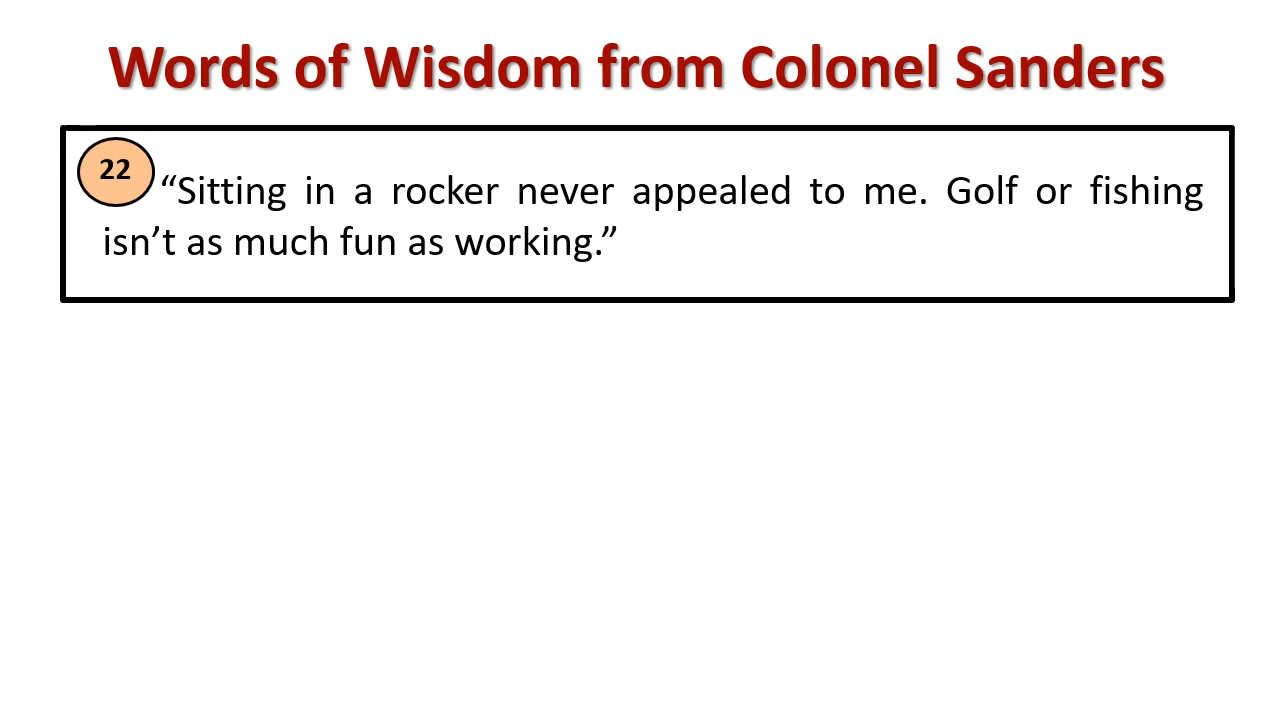 Words of Wisdom from Colonel Sanders
22
“Sitting in a rocker never appealed to me. Golf or fishing
isn’t as much fun as working.”